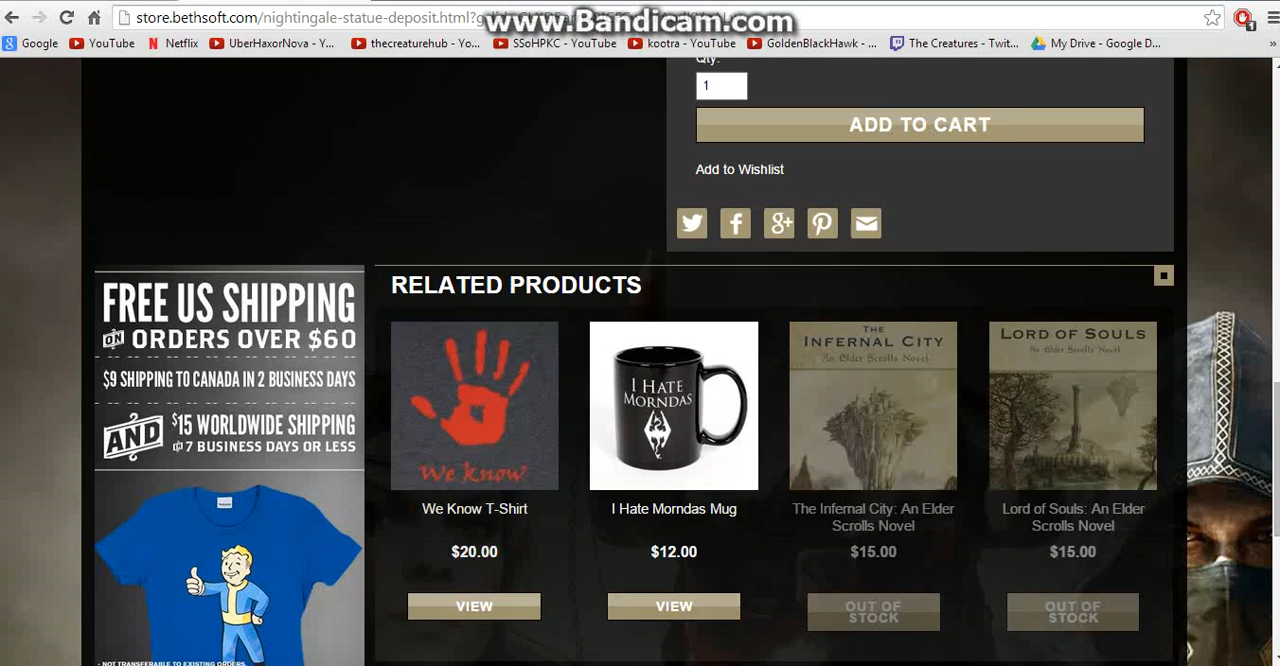 www.Bandicam.com
store.bethsoft.com/nightingale-statue-deposit.html?
Google YouTube Netflix UberHaxorNova - Y... thecreaturehub - Yo... SSoHPKC - YouTube kootra - YouTube GoldenBlackHawk - ... The Creatures - Twit... My Drive - Google D... »
Qty:
1
ADD TO CART
Add to Wishlist
RELATED PRODUCTS
FREE US SHIPPING
ON ORDERS OVER $60
$9 SHIPPING TO CANADA IN 2 BUSINESS DAYS
AND $15 WORLDWIDE SHIPPING
7 BUSINESS DAYS OR LESS
- NOT TRANSFERABLE TO EXISTING ORDERS.
We know
I HATE
MORNDAS
THE
INFERNAL CITY
An Elder Scrolls Novel
LORD OF SOULS
An Elder Scrolls Novel
We Know T-Shirt
$20.00
VIEW
I Hate Morndas Mug
$12.00
VIEW
The Infernal City: An Elder
Scrolls Novel
$15.00
OUT OF
STOCK
Lord of Souls: An Elder
Scrolls Novel
$15.00
OUT OF
STOCK